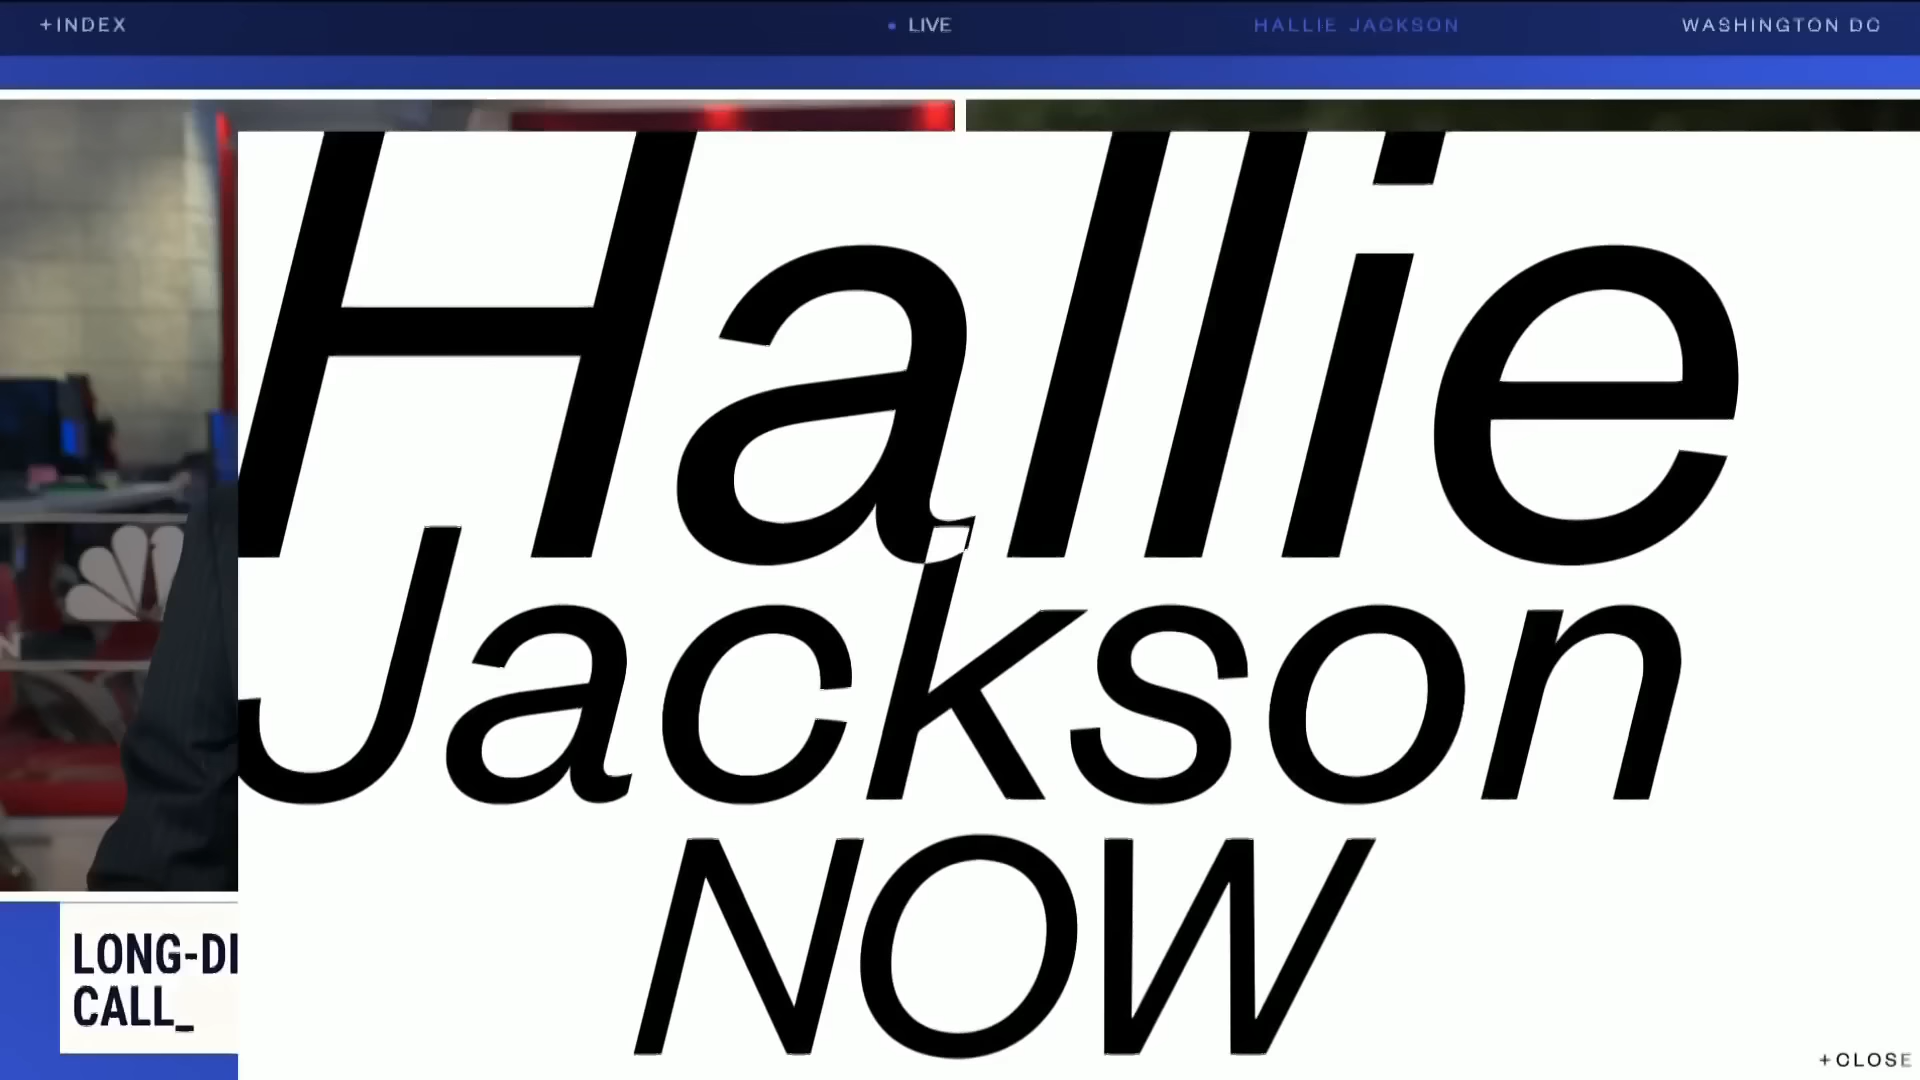 +INDEX
• LIVE
HALLIE JACKSON
WASHINGTON DC
Hallie
Jackson
NOW
LONG-DI
CALL_
+CLOSE